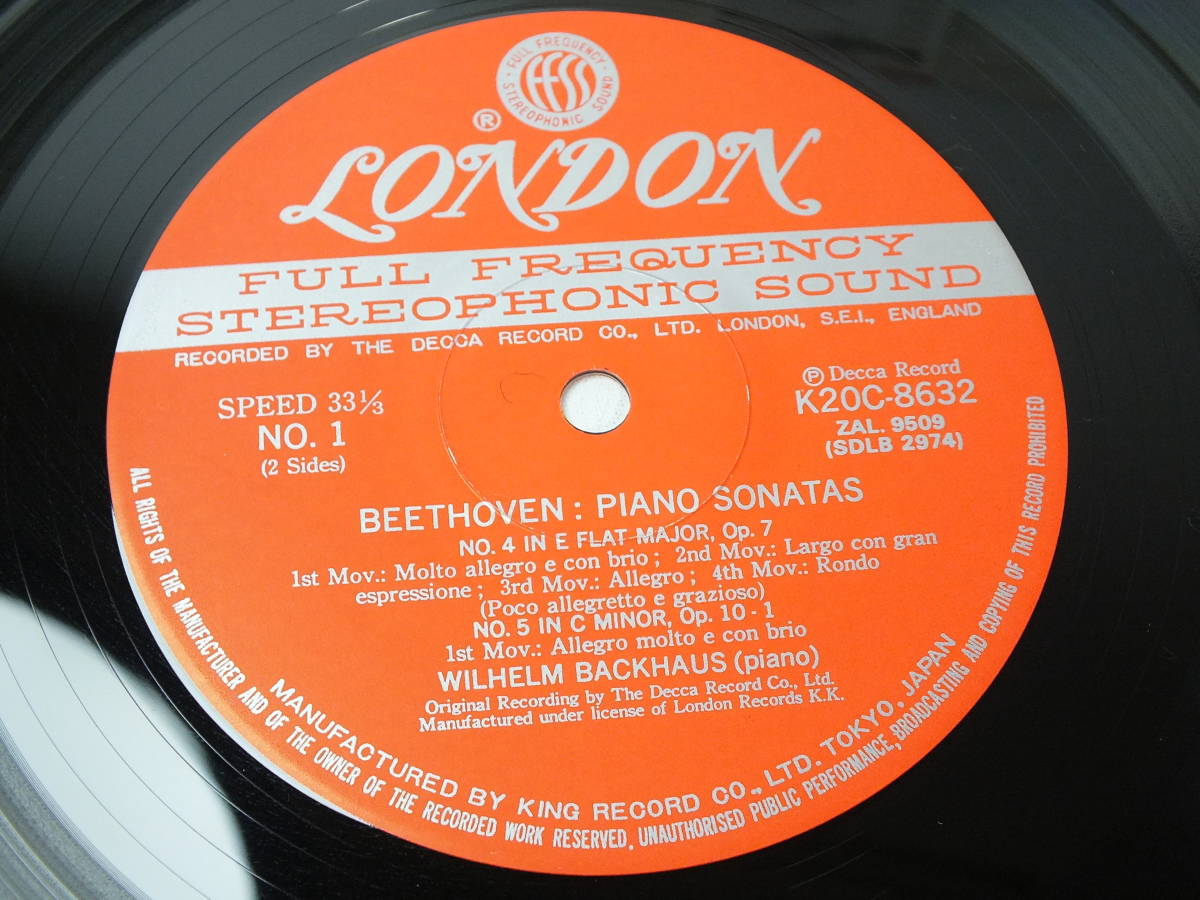 · FULL FREQUENCY ·
STEREOPHONIC SOUND
FFSS
®
LONDON
FULL FREQUENCY
STEREOPHONIC SOUND
RECORDED BY THE DECCA RECORD CO., LTD. LONDON, S.E.I., ENGLAND
SPEED 33⅓
NO. 1
(2 Sides)
Ⓟ Decca Record
K20C-8632
ZAL. 9509
(SDLB 2974)
BEETHOVEN : PIANO SONATAS
NO. 4 IN E FLAT MAJOR, Op. 7
1st Mov.: Molto allegro e con brio ; 2nd Mov.: Largo con gran
espressione ; 3rd Mov.: Allegro ; 4th Mov.: Rondo
(Poco allegretto e grazioso)
NO. 5 IN C MINOR, Op. 10 - 1
1st Mov.: Allegro molto e con brio
WILHELM BACKHAUS (piano)
Original Recording by The Decca Record Co., Ltd.
Manufactured under license of London Records K.K.
MANUFACTURED BY KING RECORD CO., LTD. TOKYO, JAPAN
ALL RIGHTS OF THE MANUFACTURER AND OF THE OWNER OF THE RECORDED WORK RESERVED, UNAUTHORISED PUBLIC PERFORMANCE, BROADCASTING AND COPYING OF THIS RECORD PROHIBITED